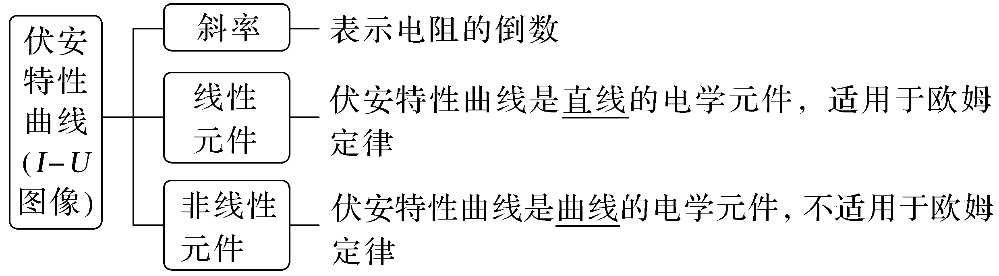 伏安
特性
曲线
(I-U
图像)
斜率
表示电阻的倒数
线性
元件
伏安特性曲线是直线的电学元件，适用于欧姆
定律
非线性
元件
伏安特性曲线是曲线的电学元件，不适用于欧姆
定律